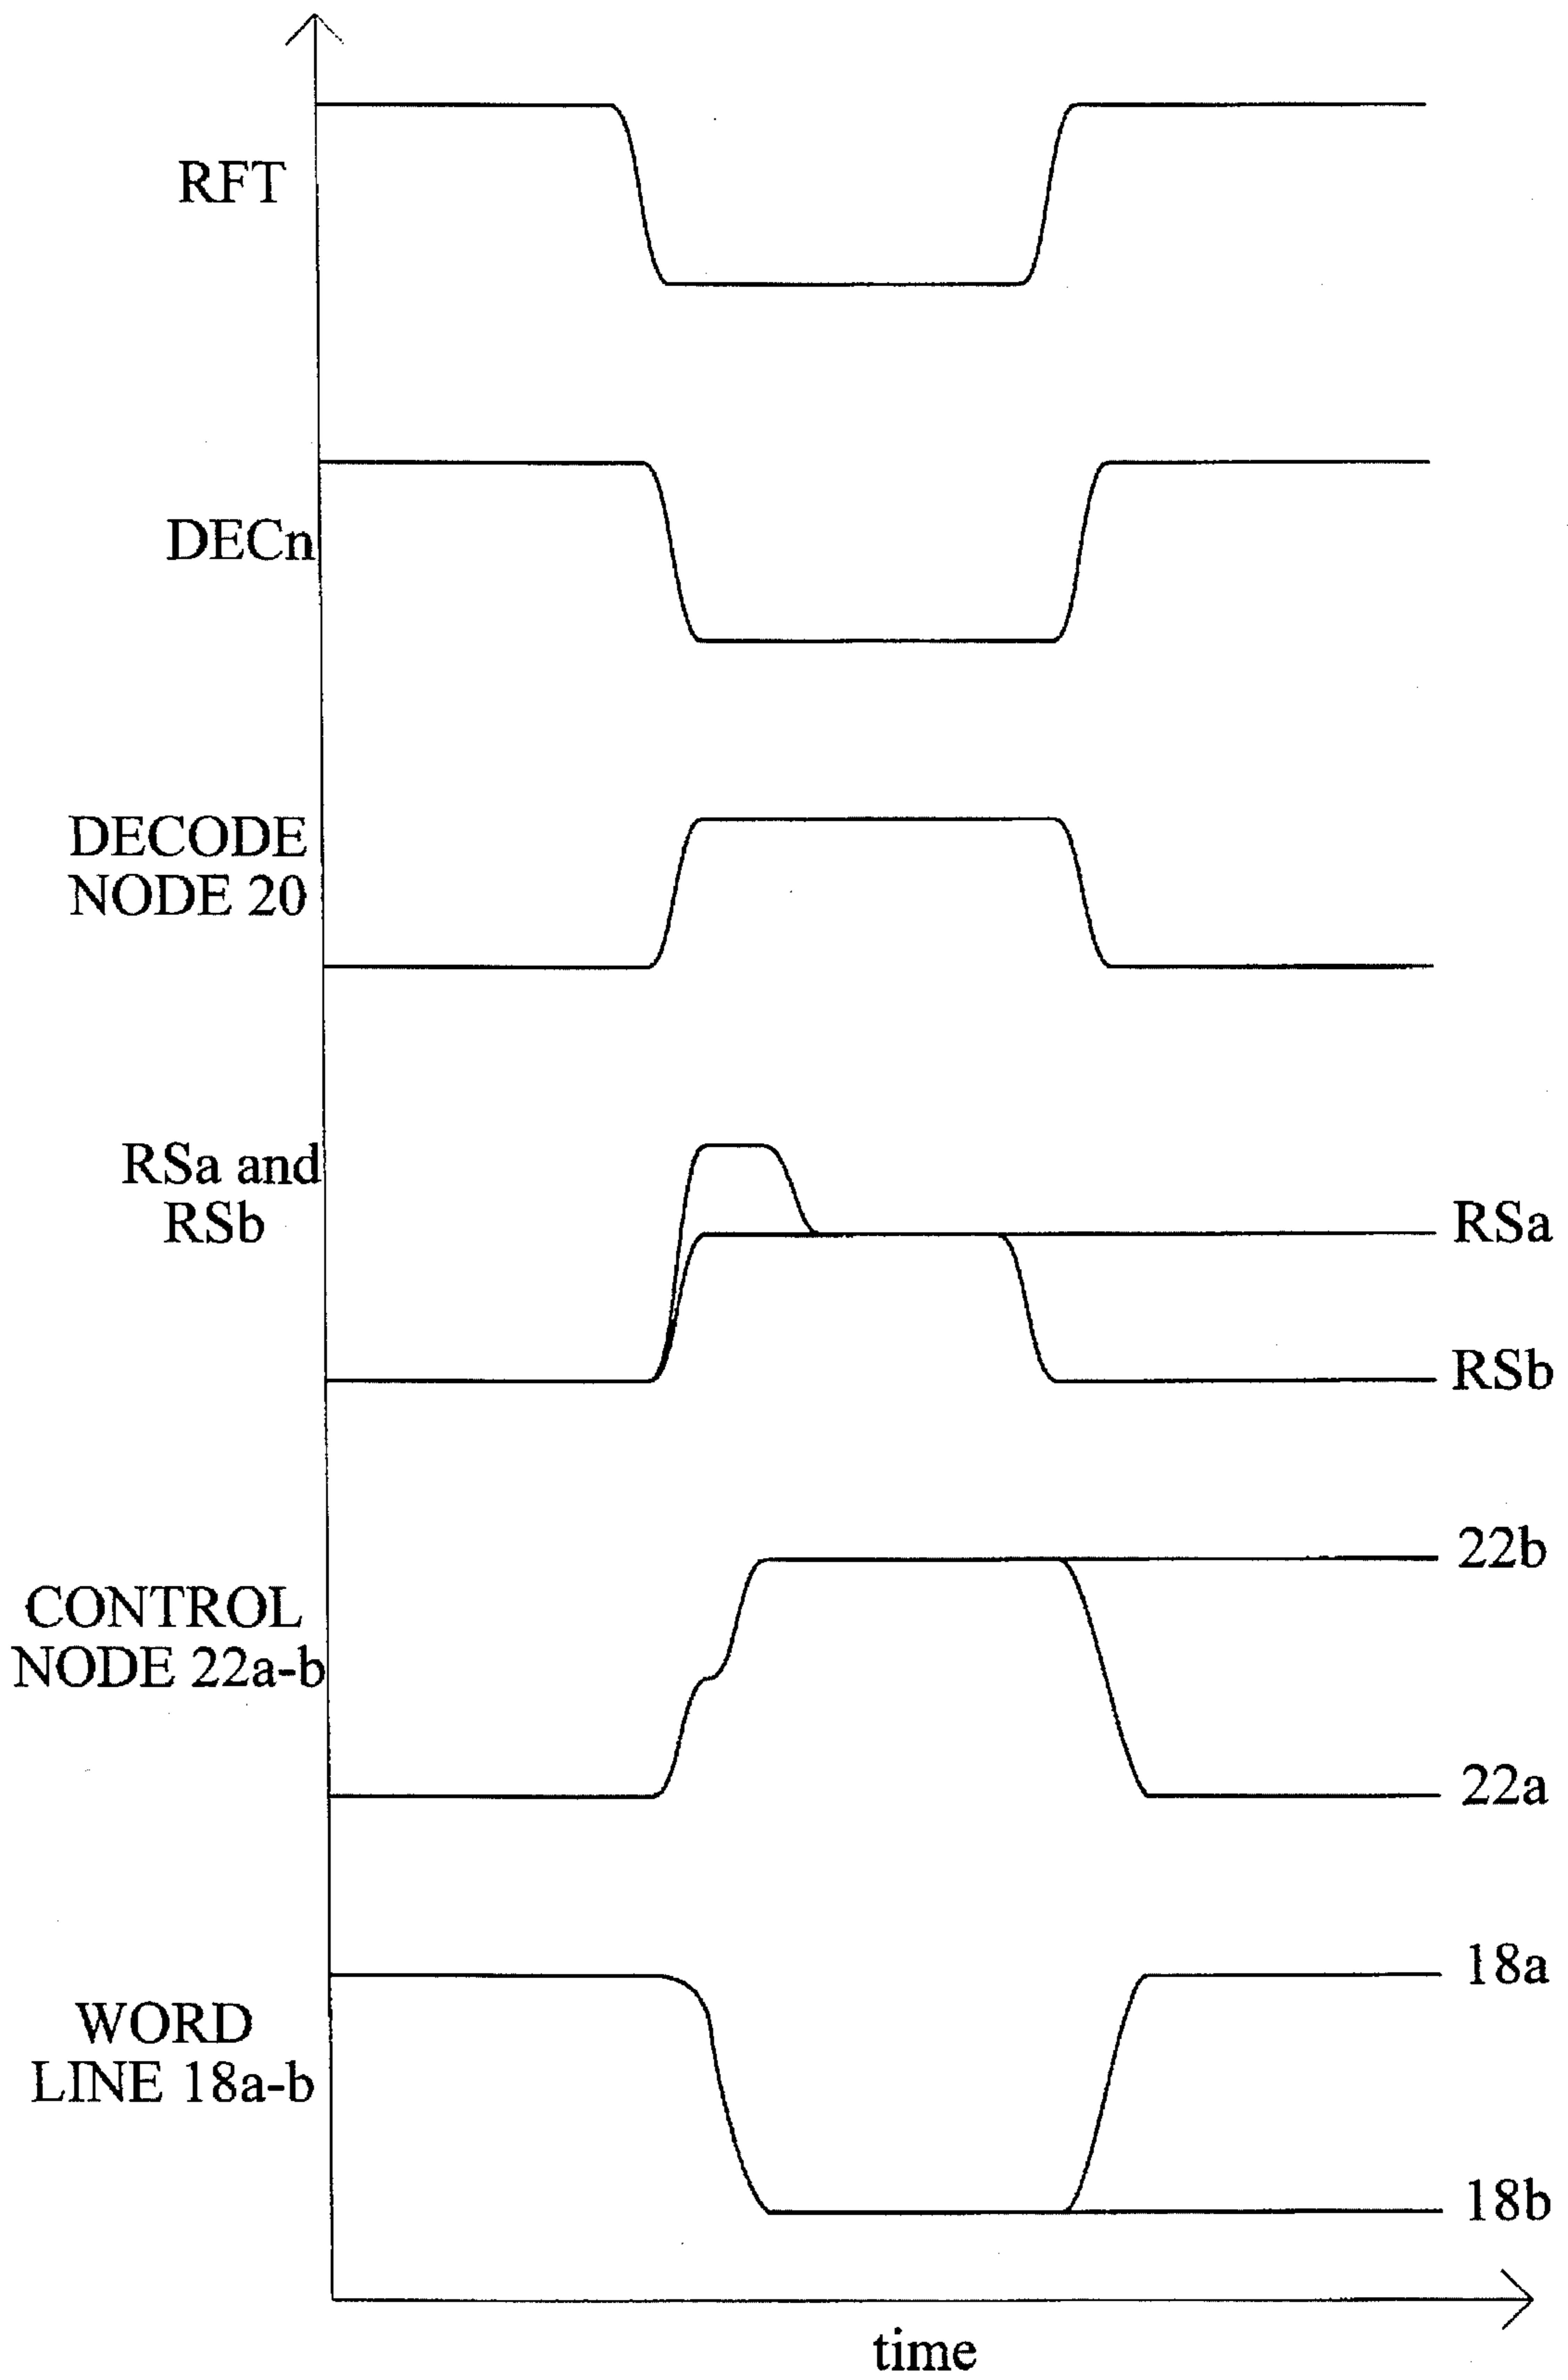 RFT
DECn
DECODE
NODE 20
RSa and
RSb
RSa
RSb
22b
CONTROL
NODE 22a-b
22a
18a
WORD
LINE 18a-b
18b
time